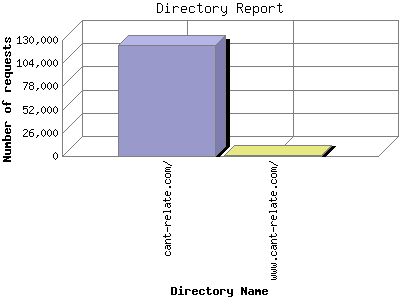 Directory Report
Number of requests
130,000
104,000
78,000
52,000
26,000
0
cant-relate.com/
www.cant-relate.com/
Directory Name